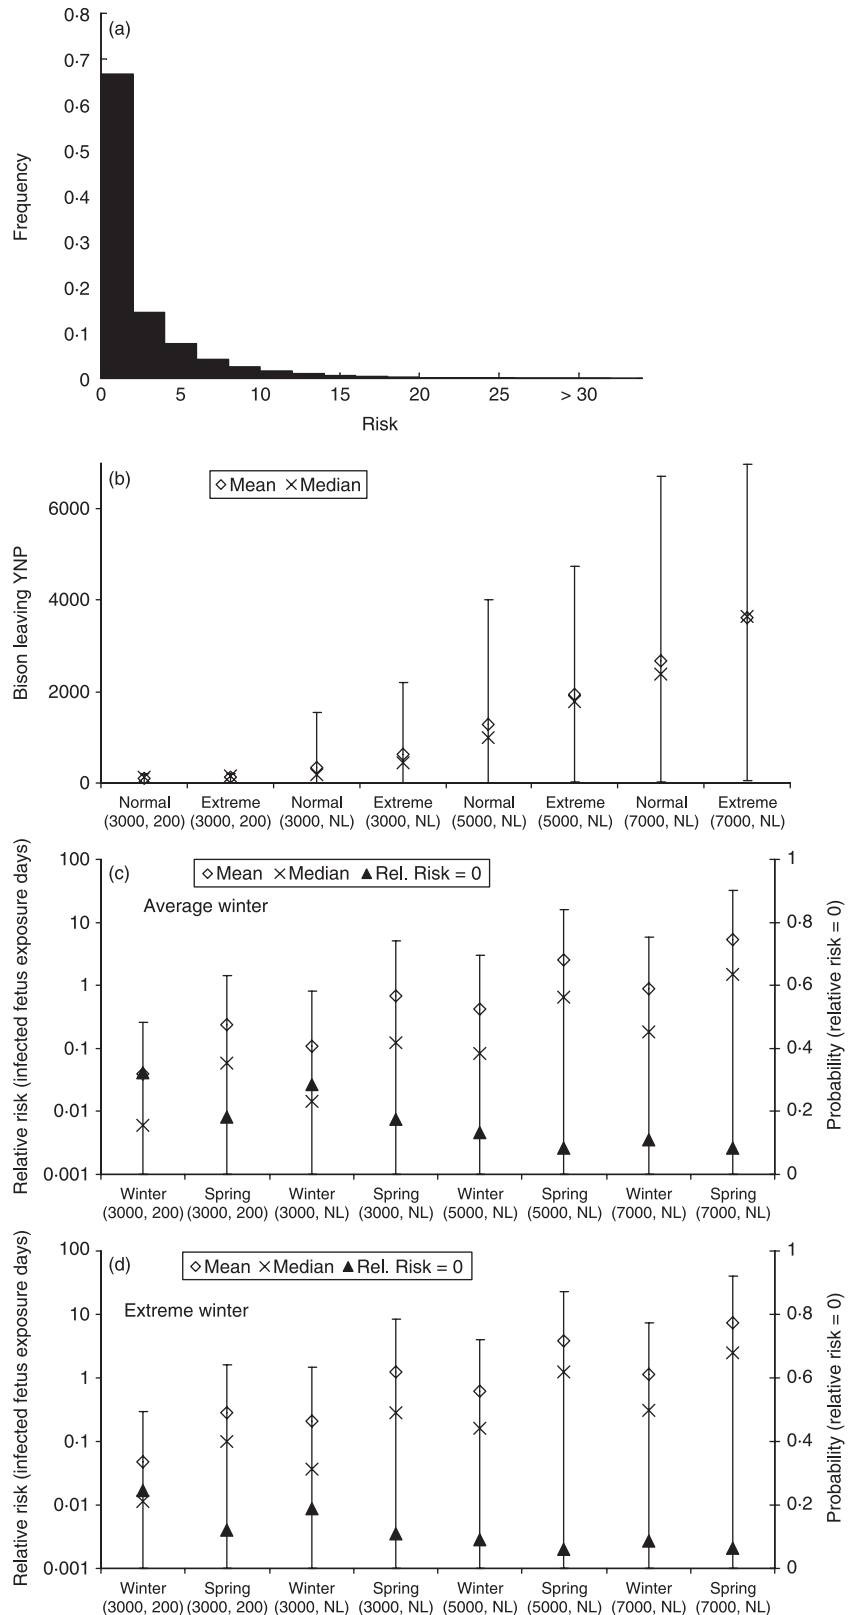 (a)
0·8
0·7
0·6
0·5
0·4
0·3
0·2
0·1
0
Frequency
0 5 10 15 20 25 > 30
Risk
(b)
Mean Median
6000
4000
2000
0
Bison leaving YNP
Normal Extreme Normal Extreme Normal Extreme Normal Extreme
(3000, 200) (3000, 200) (3000, NL) (3000, NL) (5000, NL) (5000, NL) (7000, NL) (7000, NL)
(c)
Mean Median Rel. Risk = 0
Average winter
100
10
1
0·1
0·01
0·001
Relative risk (infected fetus exposure days)
1
0·8
0·6
0·4
0·2
0
Probability (relative risk = 0)
Winter Spring Winter Spring Winter Spring Winter Spring
(3000, 200) (3000, 200) (3000, NL) (3000, NL) (5000, NL) (5000, NL) (7000, NL) (7000, NL)
(d)
Mean Median Rel. Risk = 0
Extreme winter
100
10
1
0·1
0·01
0·001
Relative risk (infected fetus exposure days)
1
0·8
0·6
0·4
0·2
0
Probability (relative risk = 0)
Winter Spring Winter Spring Winter Spring Winter Spring
(3000, 200) (3000, 200) (3000, NL) (3000, NL) (5000, NL) (5000, NL) (7000, NL) (7000, NL)